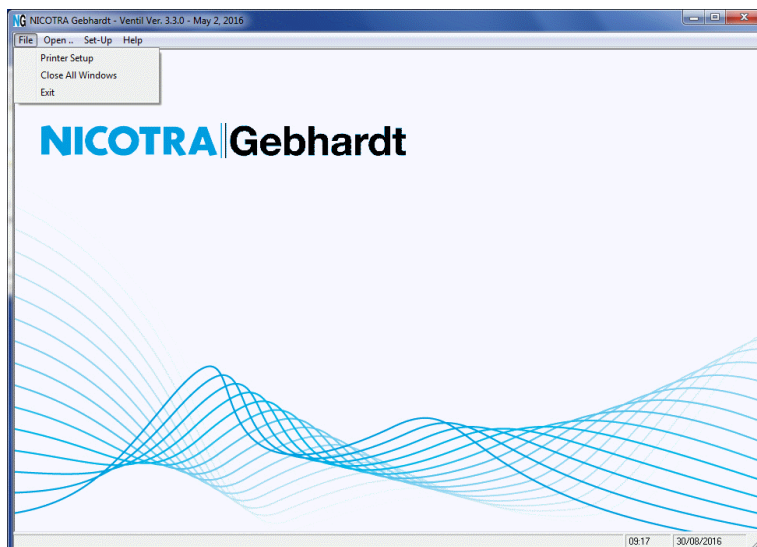 NG NICOTRA Gebhardt - Ventil Ver. 3.3.0 - May 2, 2016
File Open .. Set-Up Help
Printer Setup
Close All Windows
Exit
NICOTRA Gebhardt
09:17 30/08/2016